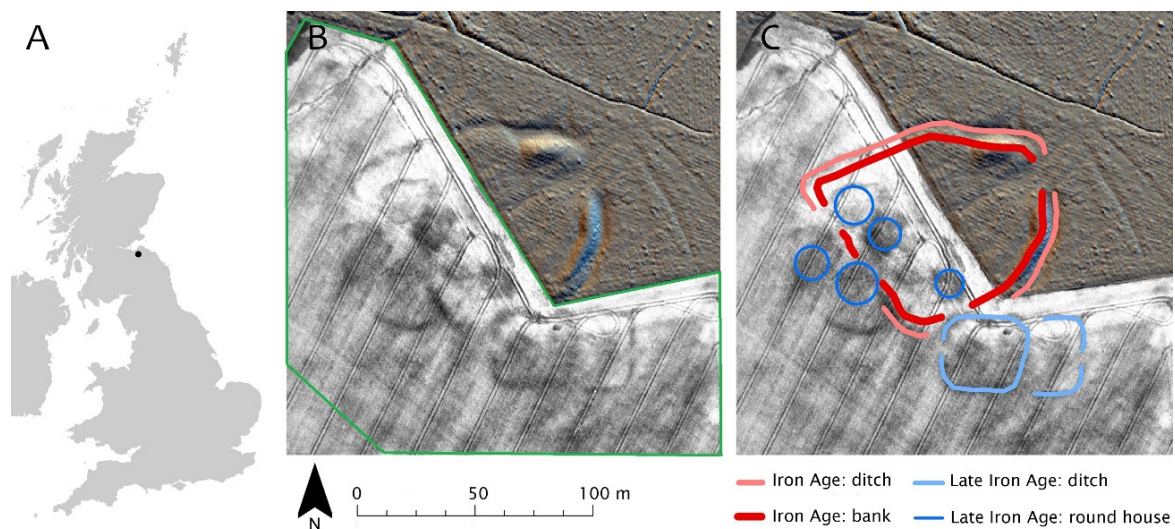 A
B
C
0 50 100 m
N
Iron Age: ditch
Late Iron Age: ditch
Iron Age: bank
Late Iron Age: round house